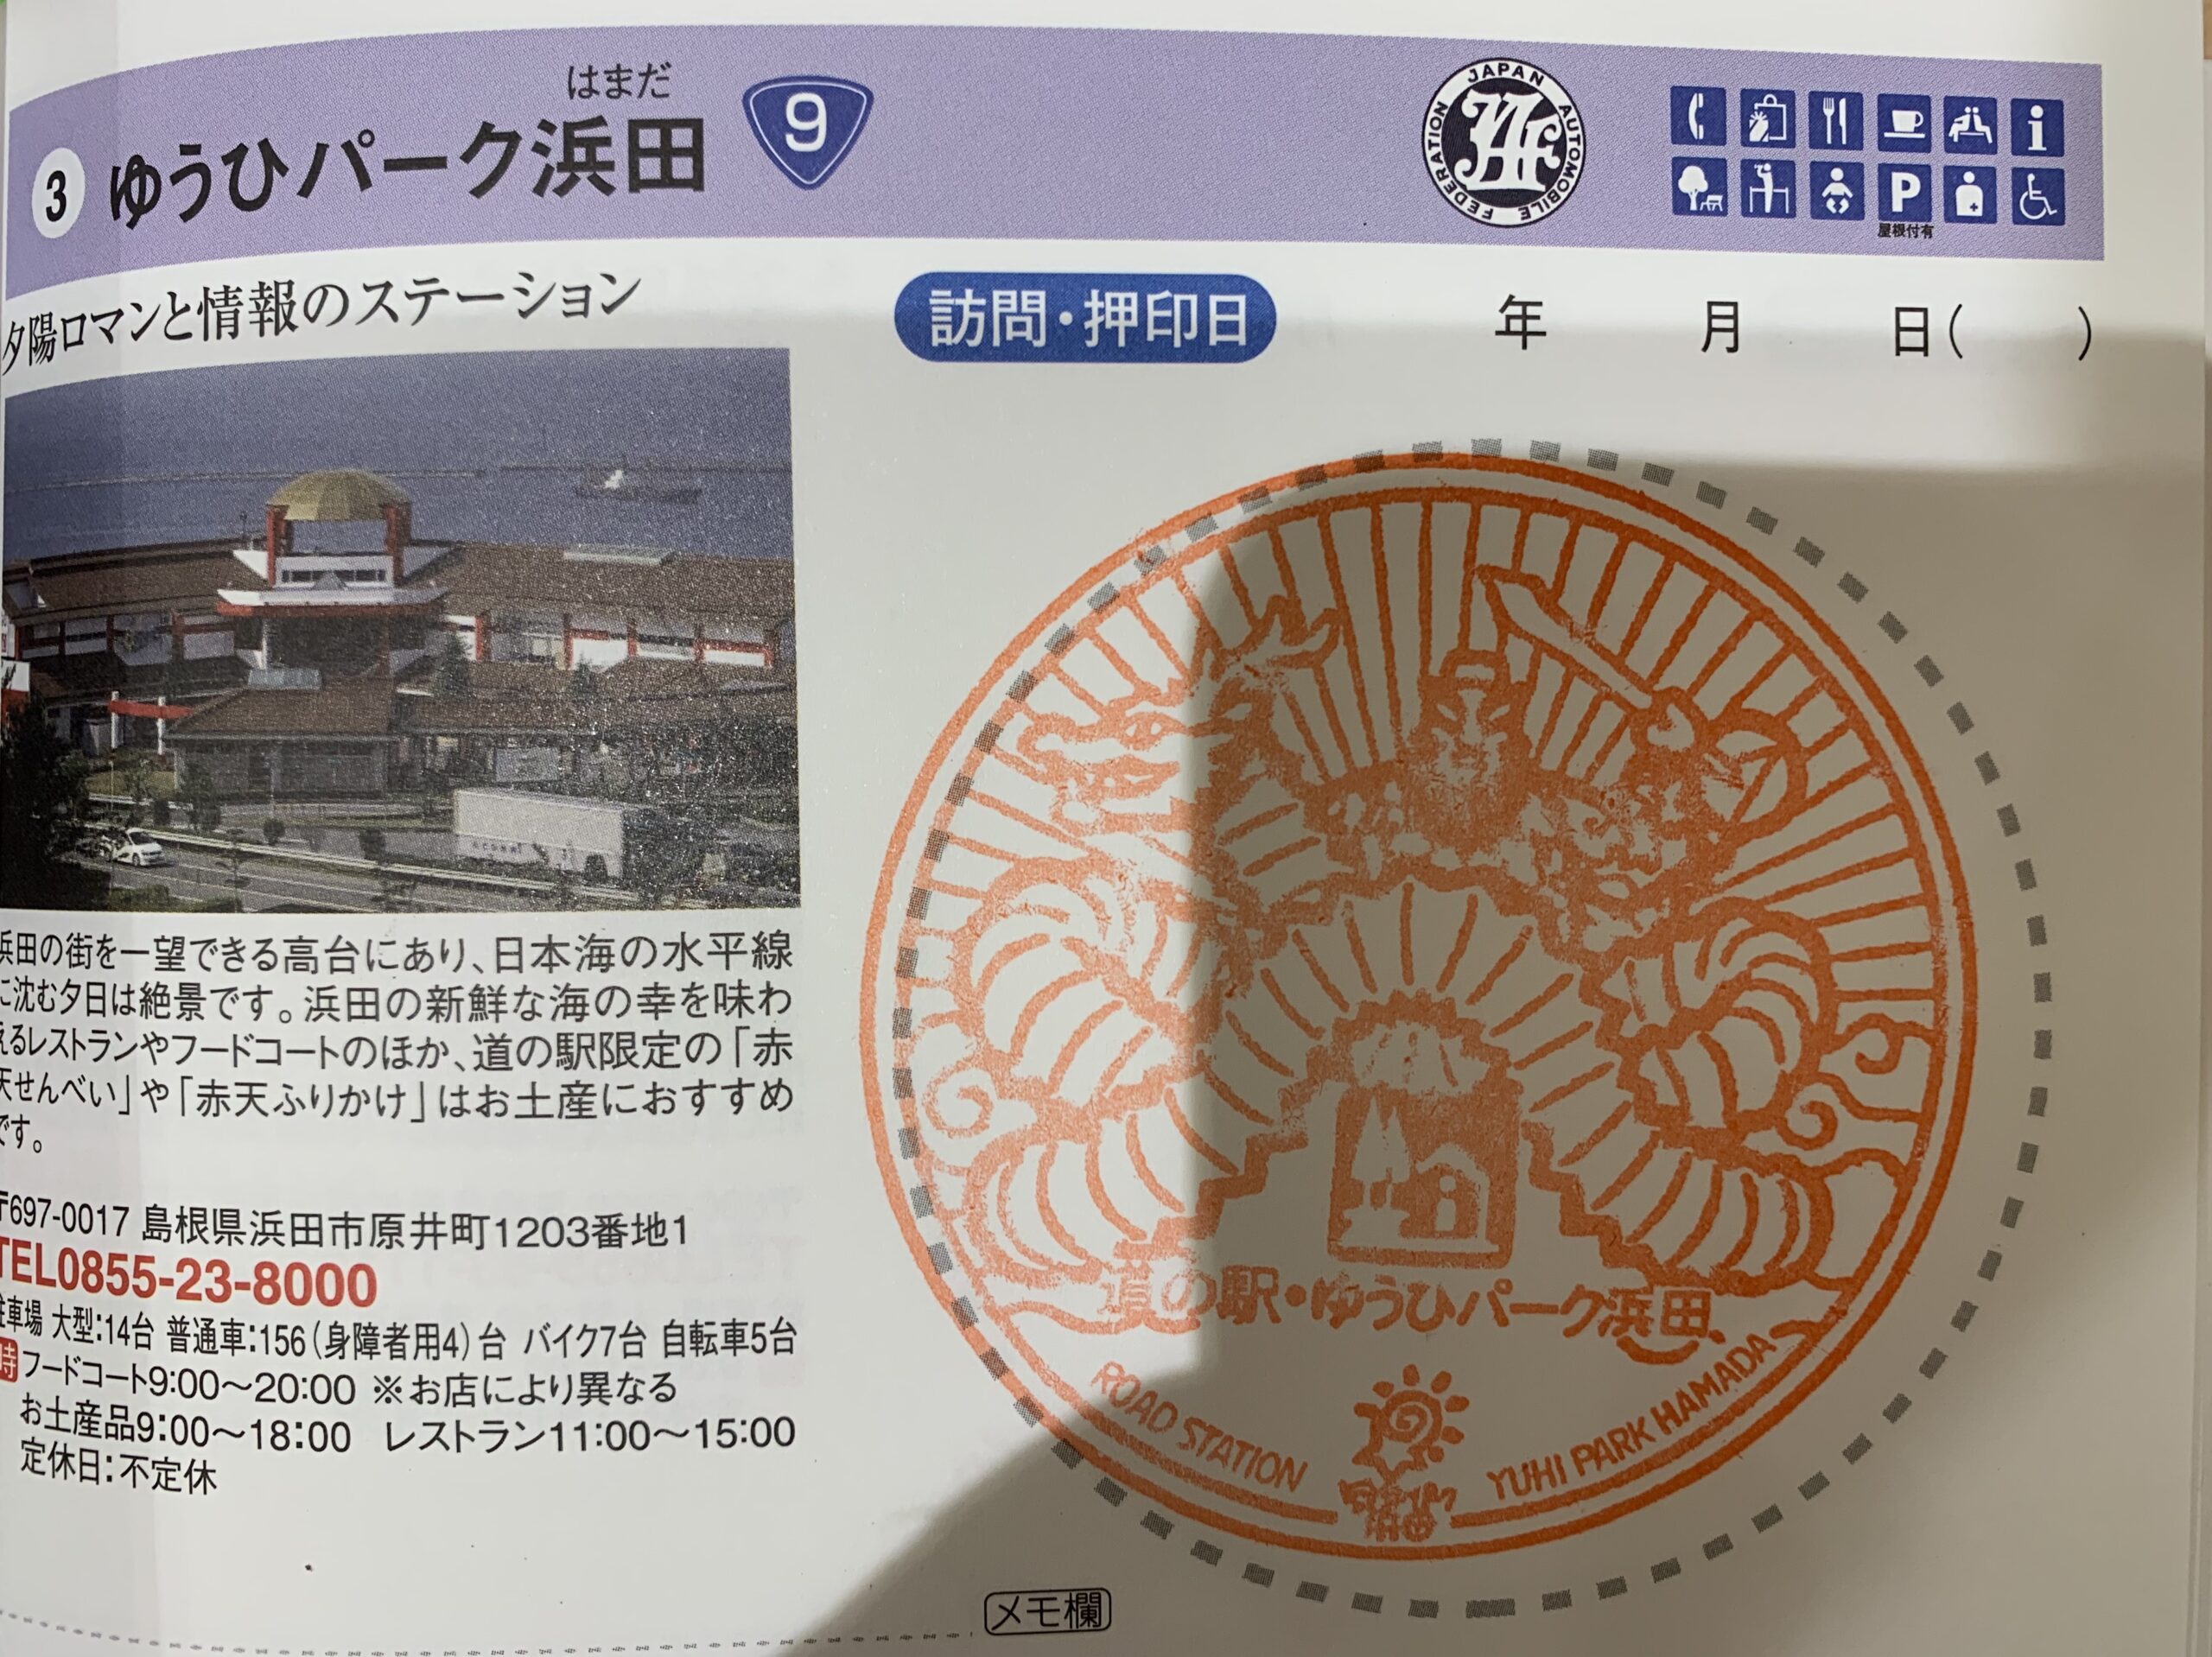 はまだ
3 ゆうひパーク浜田 9
JAPAN AUTOMOBILE FEDERATION
JAF
i
P
屋根付有
夕陽ロマンと情報のステーション
訪問・押印日 年 月 日( )
浜田の街を一望できる高台にあり、日本海の水平線
に沈む夕日は絶景です。浜田の新鮮な海の幸を味わ
えるレストランやフードコートのほか、道の駅限定の「赤
天せんべい」や「赤天ふりかけ」はお土産におすすめ
です。
〒697-0017 島根県浜田市原井町1203番地1
TEL0855-23-8000
駐車場 大型:14台 普通車:156(身障者用4)台 バイク7台 自転車5台
時 フードコート9:00〜20:00 ※お店により異なる
お土産品9:00〜18:00 レストラン11:00〜15:00
定休日:不定休
道の駅・ゆうひパーク浜田
ROAD STATION
YUHI PARK HAMADA
メモ欄